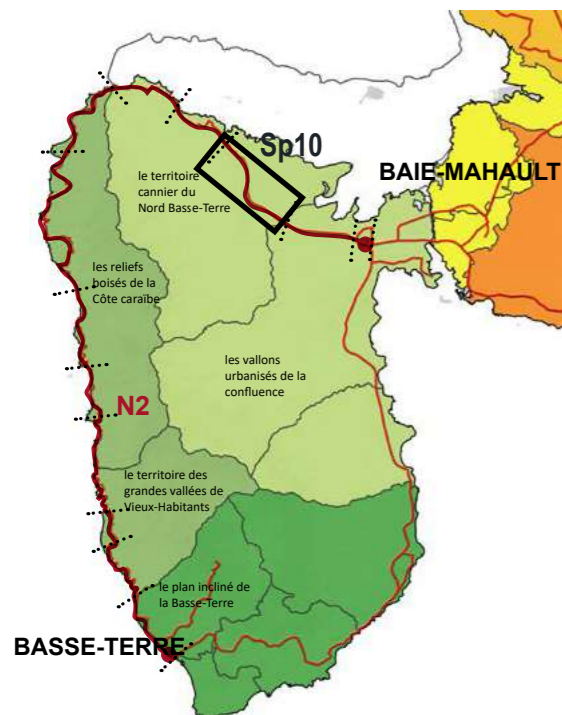 Sp10
BAIE-MAHAULT
le territoire
cannier du
Nord Basse-Terre
les reliefs
boisés de la
Côte caraïbe
les vallons
urbanisés de la
confluence
N2
le territoire des
grandes vallées de
Vieux-Habitants
le plan incliné de
la Basse-Terre
BASSE-TERRE